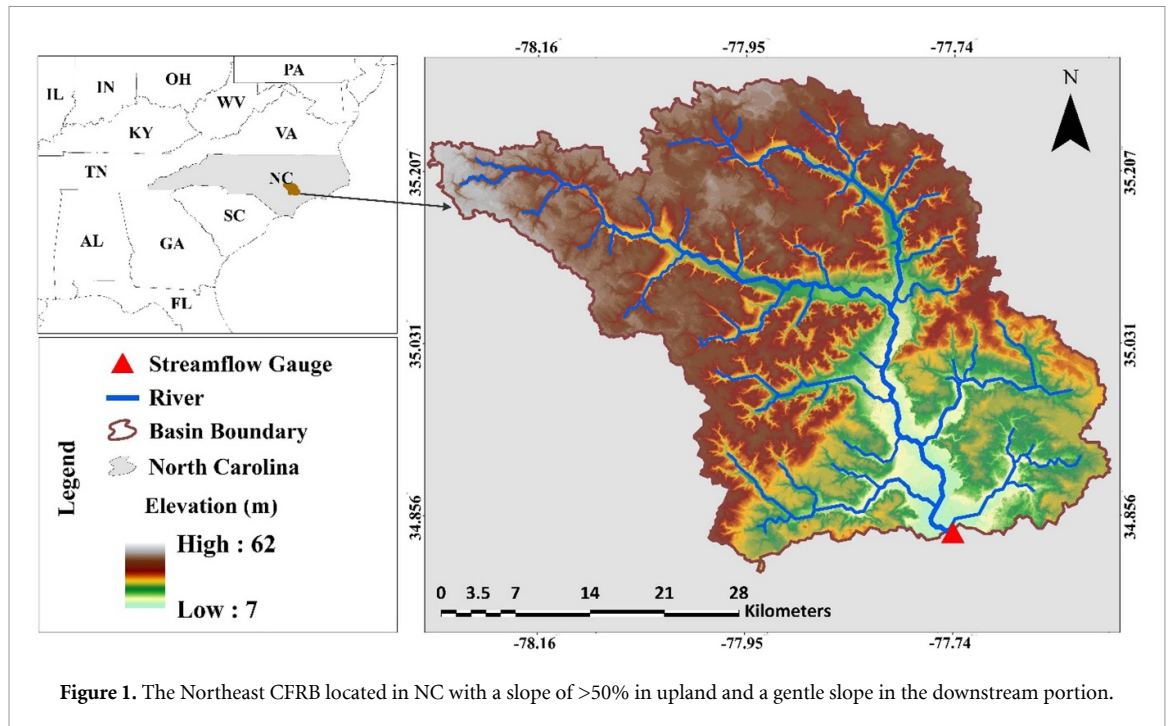 PA
OH
IN
IL
WV
VA
KY
TN
NC
SC
AL
GA
FL
Legend
Streamflow Gauge
River
Basin Boundary
North Carolina
Elevation (m)
High : 62
Low : 7
-78.16 -77.95 -77.74
N
35.207 35.207
35.031 35.031
34.856 34.856
0 3.5 7 14 21 28
Kilometers
-78.16 -77.95 -77.74
Figure 1. The Northeast CFRB located in NC with a slope of >50% in upland and a gentle slope in the downstream portion.